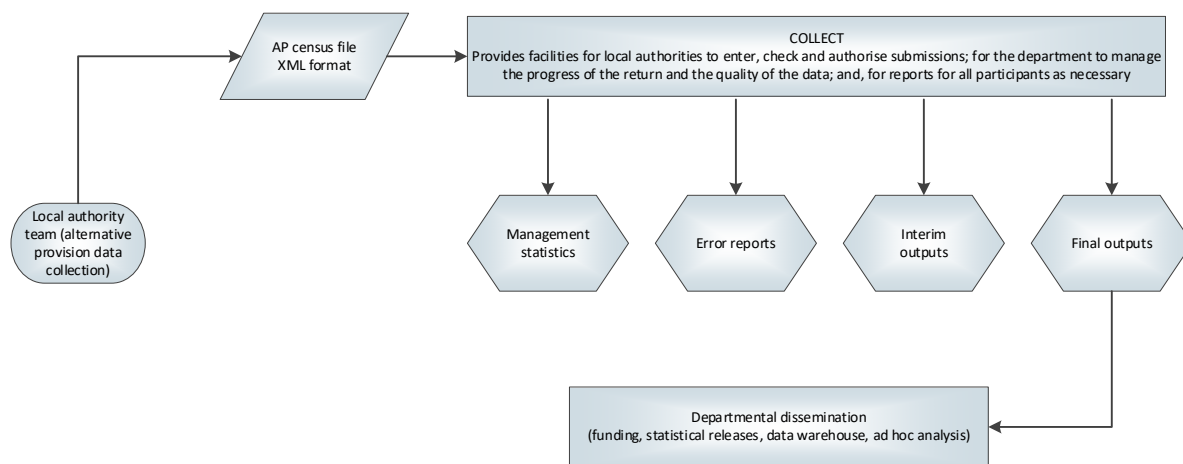 AP census file
XML format
COLLECT
Provides facilities for local authorities to enter, check and authorise submissions; for the department to manage
the progress of the return and the quality of the data; and, for reports for all participants as necessary
Local authority
team (alternative
provision data
collection)
Management
statistics
Error reports
Interim
outputs
Final outputs
Departmental dissemination
(funding, statistical releases, data warehouse, ad hoc analysis)